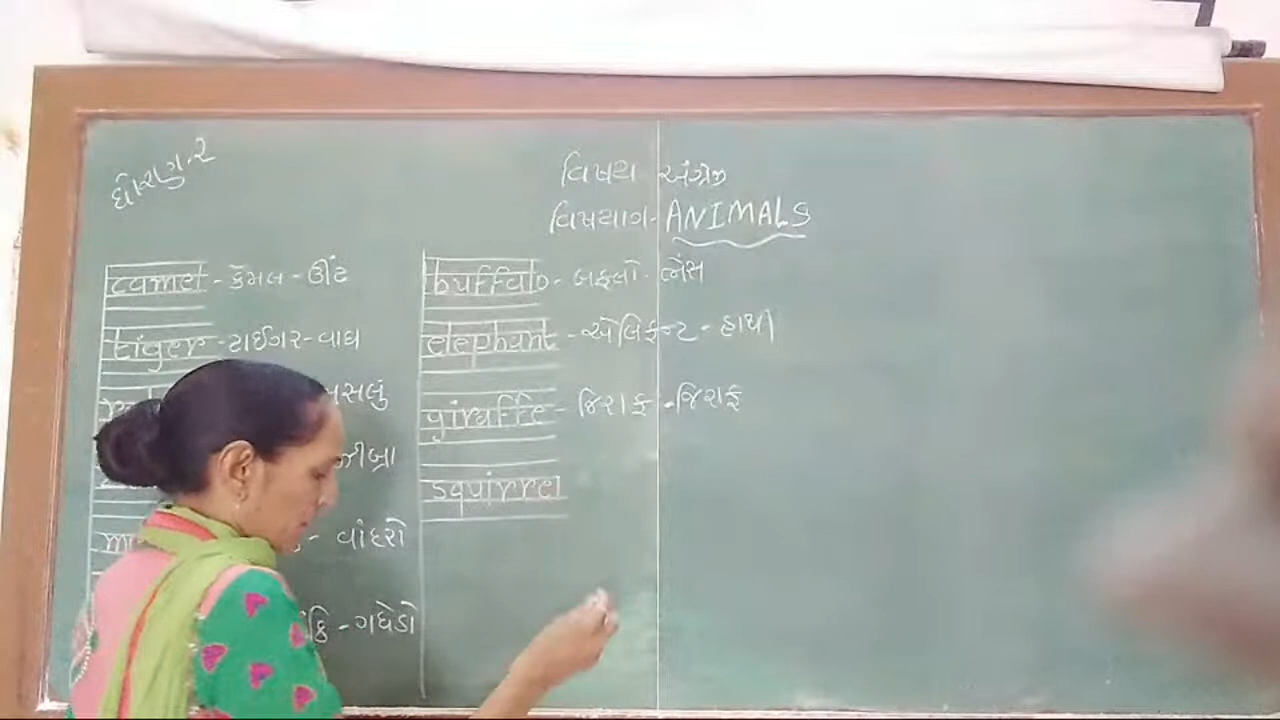 ધોરણ-૨
વિષય અંગ્રેજી
વિષયાંગ-ANIMALS
camel - કેમલ - ઊંટ
tiger - ટાઈગર - વાઘ
સસલું
ઝીબ્રા
- વાંદરો
- ગધેડો
buffalo - બફલો - ભેંસ
elephant - એલિફન્ટ - હાથી
giraffe - જિરાફ - જિરાફ
squirrel